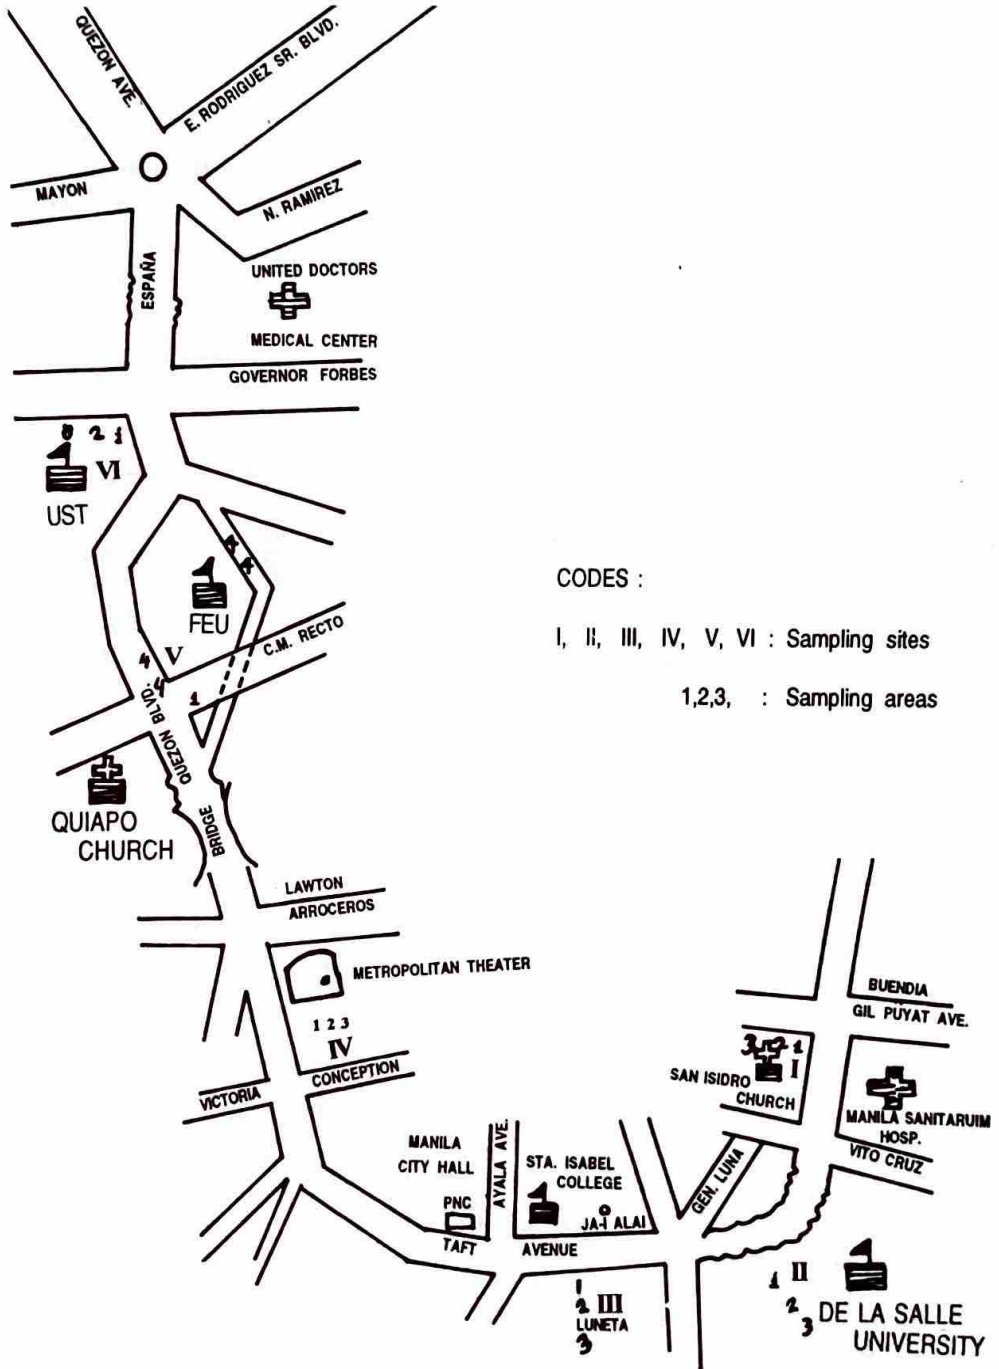 QUEZON AVE.
E. RODRIQUEZ SR. BLVD.
MAYON
N. RAMIREZ
ESPAÑA
UNITED DOCTORS
MEDICAL CENTER
GOVERNOR FORBES
2 1
VI
UST
FEU
CODES :
I, II, III, IV, V, VI : Sampling sites
1,2,3, : Sampling areas
C.M. RECTO
V
4
4
1
QUEZON BLVD.
QUIAPO
CHURCH
BRIDGE
LAWTON
ARROCEROS
METROPOLITAN THEATER
1 2 3
IV
CONCEPTION
VICTORIA
BUENDIA
GIL PUYAT AVE.
3 2 1
I
SAN ISIDRO
CHURCH
MANILA SANITARUIM
HOSP.
VITO CRUZ
MANILA
CITY HALL
PNC
AYALA AVE.
STA. ISABEL
COLLEGE
JA-I ALAI
GEN. LUNA
TAFT AVENUE
1
2 III
LUNETA
3
1 II
2
3
DE LA SALLE
UNIVERSITY